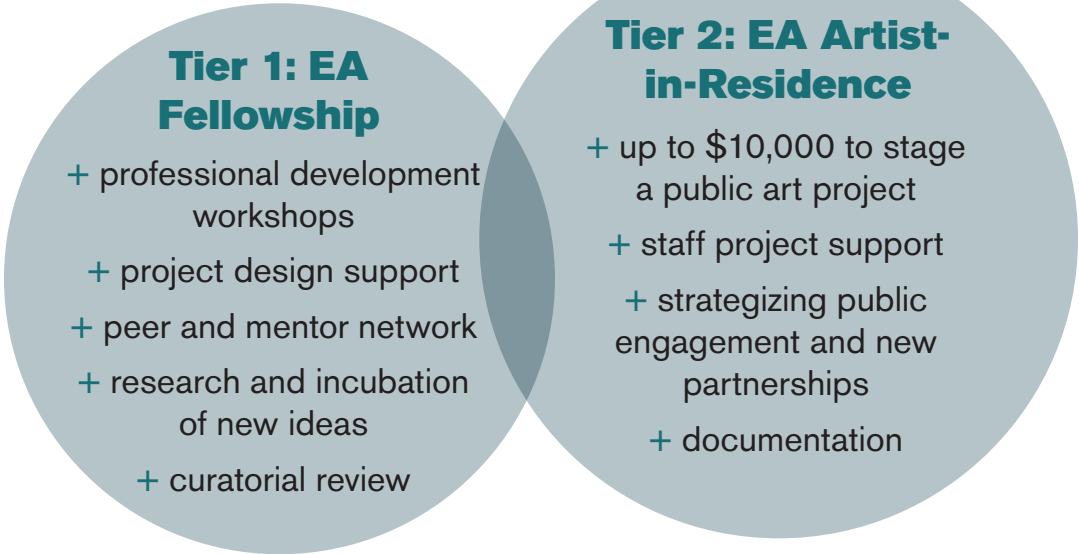 Tier 1: EA
Fellowship
+ professional development
workshops
+ project design support
+ peer and mentor network
+ research and incubation
of new ideas
+ curatorial review
Tier 2: EA Artist-
in-Residence
+ up to $10,000 to stage
a public art project
+ staff project support
+ strategizing public
engagement and new
partnerships
+ documentation